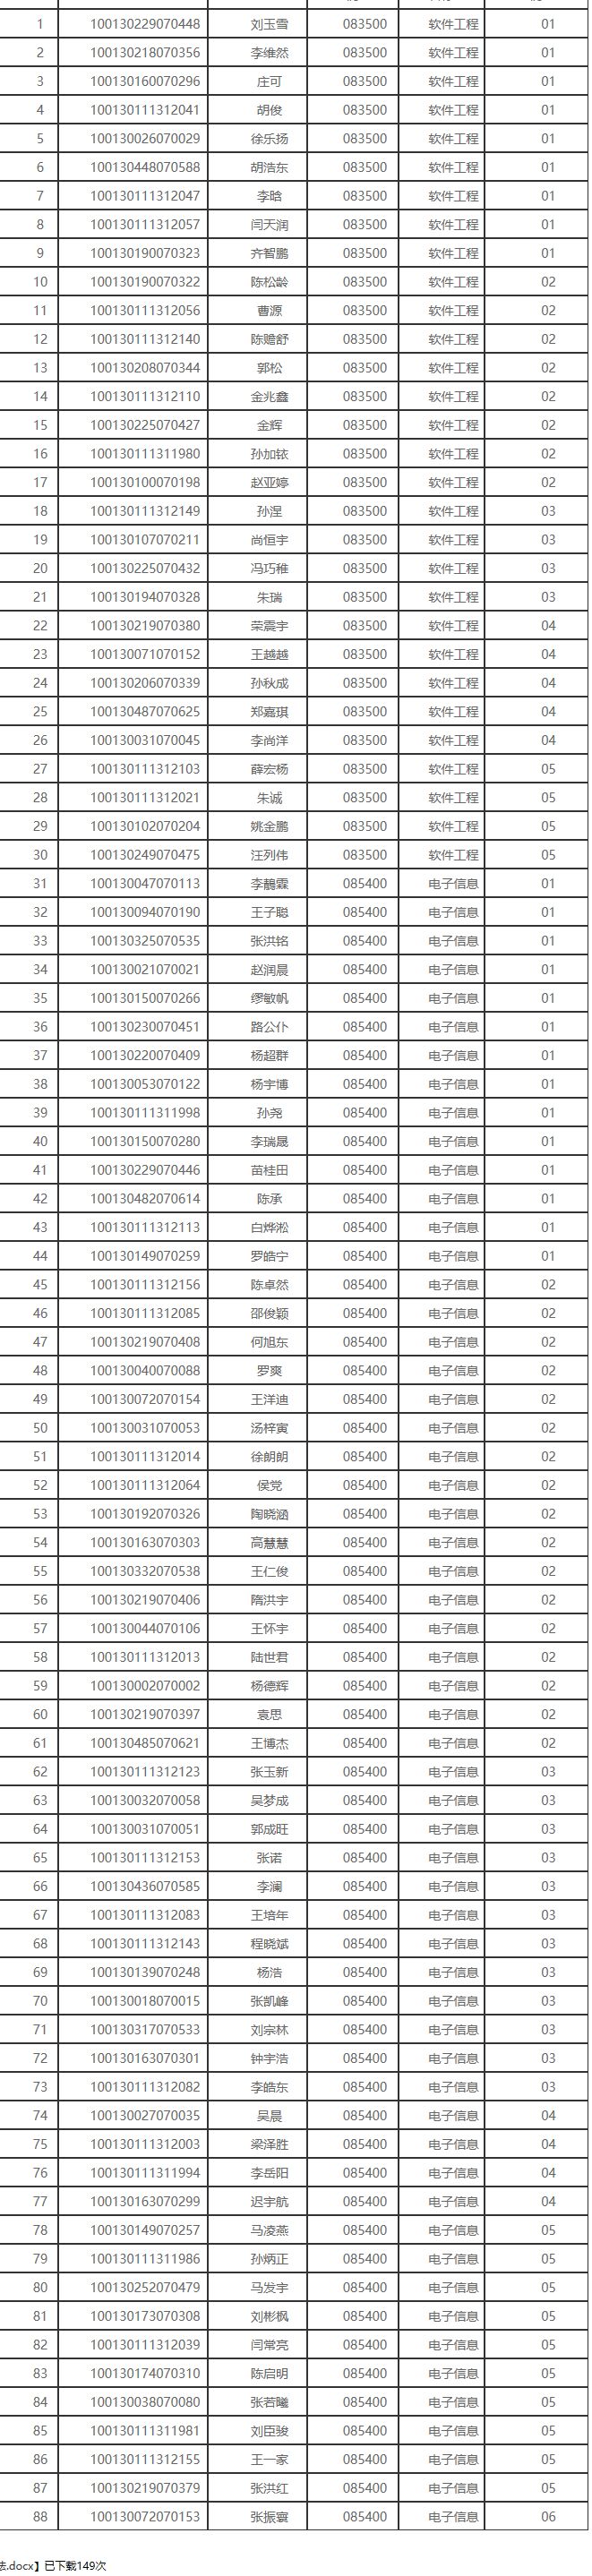 1 100130229070448 刘玉雪 083500 软件工程 01
2 100130218070356 李维然 083500 软件工程 01
3 100130160070296 庄可 083500 软件工程 01
4 100130111312041 胡俊 083500 软件工程 01
5 100130026070029 徐乐扬 083500 软件工程 01
6 100130448070588 胡浩东 083500 软件工程 01
7 100130111312047 李晗 083500 软件工程 01
8 100130111312057 闫天润 083500 软件工程 01
9 100130190070323 齐智鹏 083500 软件工程 01
10 100130190070322 陈松龄 083500 软件工程 02
11 100130111312056 曹源 083500 软件工程 02
12 100130111312140 陈赡舒 083500 软件工程 02
13 100130208070344 郭松 083500 软件工程 02
14 100130111312110 金兆鑫 083500 软件工程 02
15 100130225070427 金辉 083500 软件工程 02
16 100130111311980 孙加铱 083500 软件工程 02
17 100130100070198 赵亚婷 083500 软件工程 02
18 100130111312149 孙涅 083500 软件工程 03
19 100130107070211 尚恒宇 083500 软件工程 03
20 100130225070432 冯巧稚 083500 软件工程 03
21 100130194070328 朱瑞 083500 软件工程 03
22 100130219070380 荣震宇 083500 软件工程 04
23 100130071070152 王越越 083500 软件工程 04
24 100130206070339 孙秋成 083500 软件工程 04
25 100130487070625 郑嘉琪 083500 软件工程 04
26 100130031070045 李尚洋 083500 软件工程 04
27 100130111312103 薛宏杨 083500 软件工程 05
28 100130111312021 朱诚 083500 软件工程 05
29 100130102070204 姚金鹏 083500 软件工程 05
30 100130249070475 汪列伟 083500 软件工程 05
31 100130047070113 李鶄霖 085400 电子信息 01
32 100130094070190 王子聪 085400 电子信息 01
33 100130325070535 张洪铭 085400 电子信息 01
34 100130021070021 赵润晨 085400 电子信息 01
35 100130150070266 缪敏帆 085400 电子信息 01
36 100130230070451 路公仆 085400 电子信息 01
37 100130220070409 杨超群 085400 电子信息 01
38 100130053070122 杨宇博 085400 电子信息 01
39 100130111311998 孙尧 085400 电子信息 01
40 100130150070280 李瑞晟 085400 电子信息 01
41 100130229070446 苗桂田 085400 电子信息 01
42 100130482070614 陈承 085400 电子信息 01
43 100130111312113 白烨淞 085400 电子信息 01
44 100130149070259 罗皓宁 085400 电子信息 01
45 100130111312156 陈卓然 085400 电子信息 02
46 100130111312085 邵俊颖 085400 电子信息 02
47 100130219070408 何旭东 085400 电子信息 02
48 100130040070088 罗爽 085400 电子信息 02
49 100130072070154 王洋迪 085400 电子信息 02
50 100130031070053 汤梓寅 085400 电子信息 02
51 100130111312014 徐朗朗 085400 电子信息 02
52 100130111312064 侯党 085400 电子信息 02
53 100130192070326 陶晓涵 085400 电子信息 02
54 100130163070303 高慧慧 085400 电子信息 02
55 100130332070538 王仁俊 085400 电子信息 02
56 100130219070406 隋洪宇 085400 电子信息 02
57 100130044070106 王怀宇 085400 电子信息 02
58 100130111312013 陆世君 085400 电子信息 02
59 100130002070002 杨德辉 085400 电子信息 02
60 100130219070397 袁思 085400 电子信息 02
61 100130485070621 王博杰 085400 电子信息 02
62 100130111312123 张玉新 085400 电子信息 03
63 100130032070058 吴梦成 085400 电子信息 03
64 100130031070051 郭成旺 085400 电子信息 03
65 100130111312153 张诺 085400 电子信息 03
66 100130436070585 李澜 085400 电子信息 03
67 100130111312083 王培年 085400 电子信息 03
68 100130111312143 程晓斌 085400 电子信息 03
69 100130139070248 杨浩 085400 电子信息 03
70 100130018070015 张凯峰 085400 电子信息 03
71 100130317070533 刘宗林 085400 电子信息 03
72 100130163070301 钟宇浩 085400 电子信息 03
73 100130111312082 李皓东 085400 电子信息 03
74 100130027070035 吴晨 085400 电子信息 04
75 100130111312003 梁泽胜 085400 电子信息 04
76 100130111311994 李岳阳 085400 电子信息 04
77 100130163070299 迟宇航 085400 电子信息 04
78 100130149070257 马凌燕 085400 电子信息 05
79 100130111311986 孙炳正 085400 电子信息 05
80 100130252070479 马发宇 085400 电子信息 05
81 100130173070308 刘彬枫 085400 电子信息 05
82 100130111312039 闫常亮 085400 电子信息 05
83 100130174070310 陈启明 085400 电子信息 05
84 100130038070080 张若曦 085400 电子信息 05
85 100130111311981 刘臣骏 085400 电子信息 05
86 100130111312155 王一家 085400 电子信息 05
87 100130219070379 张洪红 085400 电子信息 05
88 100130072070153 张振寰 085400 电子信息 06
法.docx】已下载149次